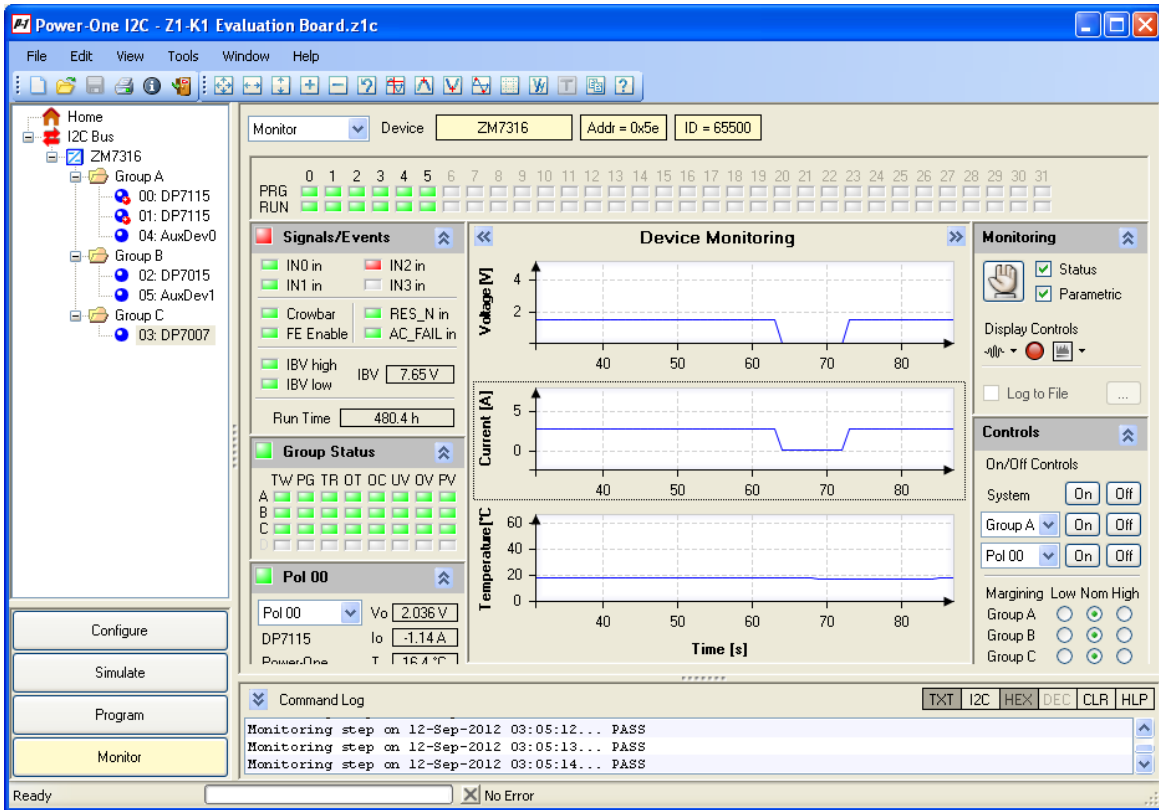 Power-One I2C - Z1-K1 Evaluation Board.z1c
File Edit View Tools Window Help
Home
I2C Bus
ZM7316
Group A
00: DP7115
01: DP7115
04: AuxDev0
Group B
02: DP7015
05: AuxDev1
Group C
03: DP7007
Configure
Simulate
Program
Monitor
Monitor Device ZM7316 Addr = 0x5e ID = 65500
0 1 2 3 4 5 6 7 8 9 10 11 12 13 14 15 16 17 18 19 20 21 22 23 24 25 26 27 28 29 30 31
PRG
RUN
Signals/Events
IN0 in IN2 in
IN1 in IN3 in
Crowbar RES_N in
FE Enable AC_FAIL in
IBV high
IBV low
IBV 7.65 V
Run Time 480.4 h
Group Status
TW PG TR OT OC UV OV PV
A
B
C
D
Pol 00
Pol 00 Vo 2.036 V
DP7115 Io -1.14 A
Power-One T 16.4 °C
Device Monitoring
Voltage [V]
4
2
40 50 60 70 80
Current [A]
5
0
40 50 60 70 80
Temperature[°C
60
40
20
0
40 50 60 70 80
Time [s]
Monitoring
Status
Parametric
Display Controls
Log to File ...
Controls
On/Off Controls
System On Off
Group A On Off
Pol 00 On Off
Margining Low Nom High
Group A
Group B
Group C
Command Log TXT I2C HEX DEC CLR HLP
Monitoring step on 12-Sep-2012 03:05:12... PASS
Monitoring step on 12-Sep-2012 03:05:13... PASS
Monitoring step on 12-Sep-2012 03:05:14... PASS
Ready No Error